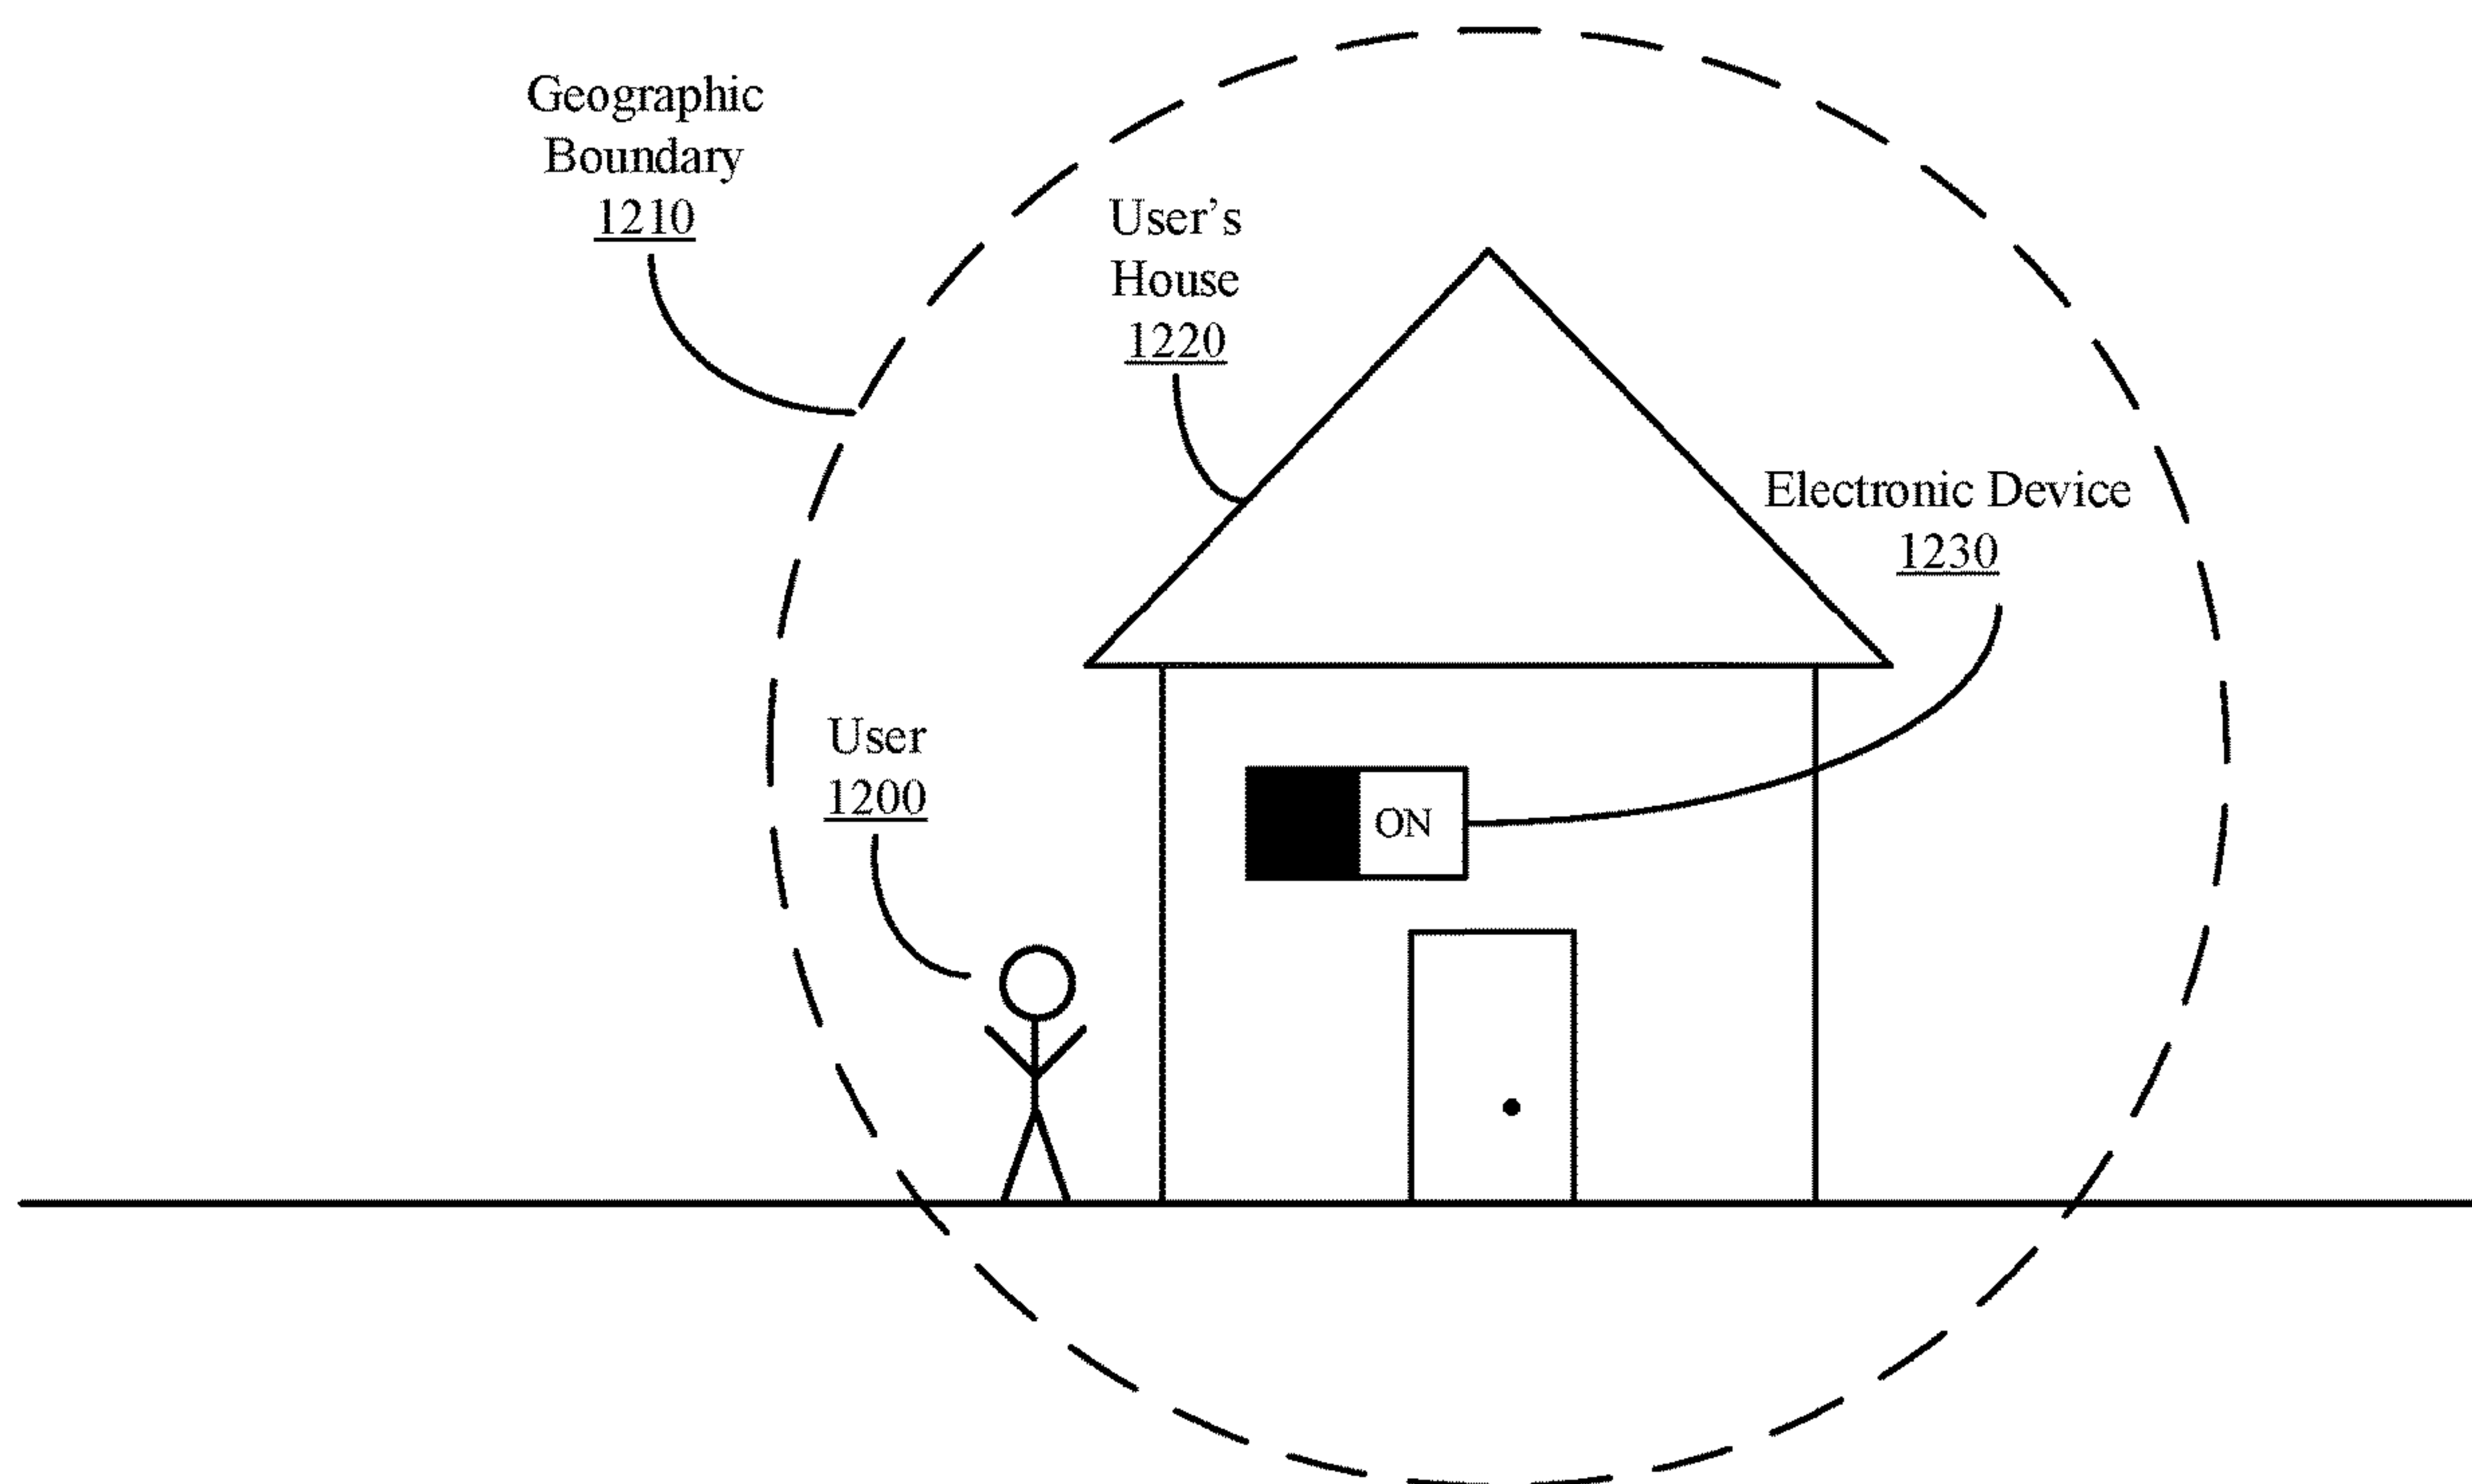 Geographic
Boundary
1210
User's
House
1220
Electronic Device
1230
User
1200
ON